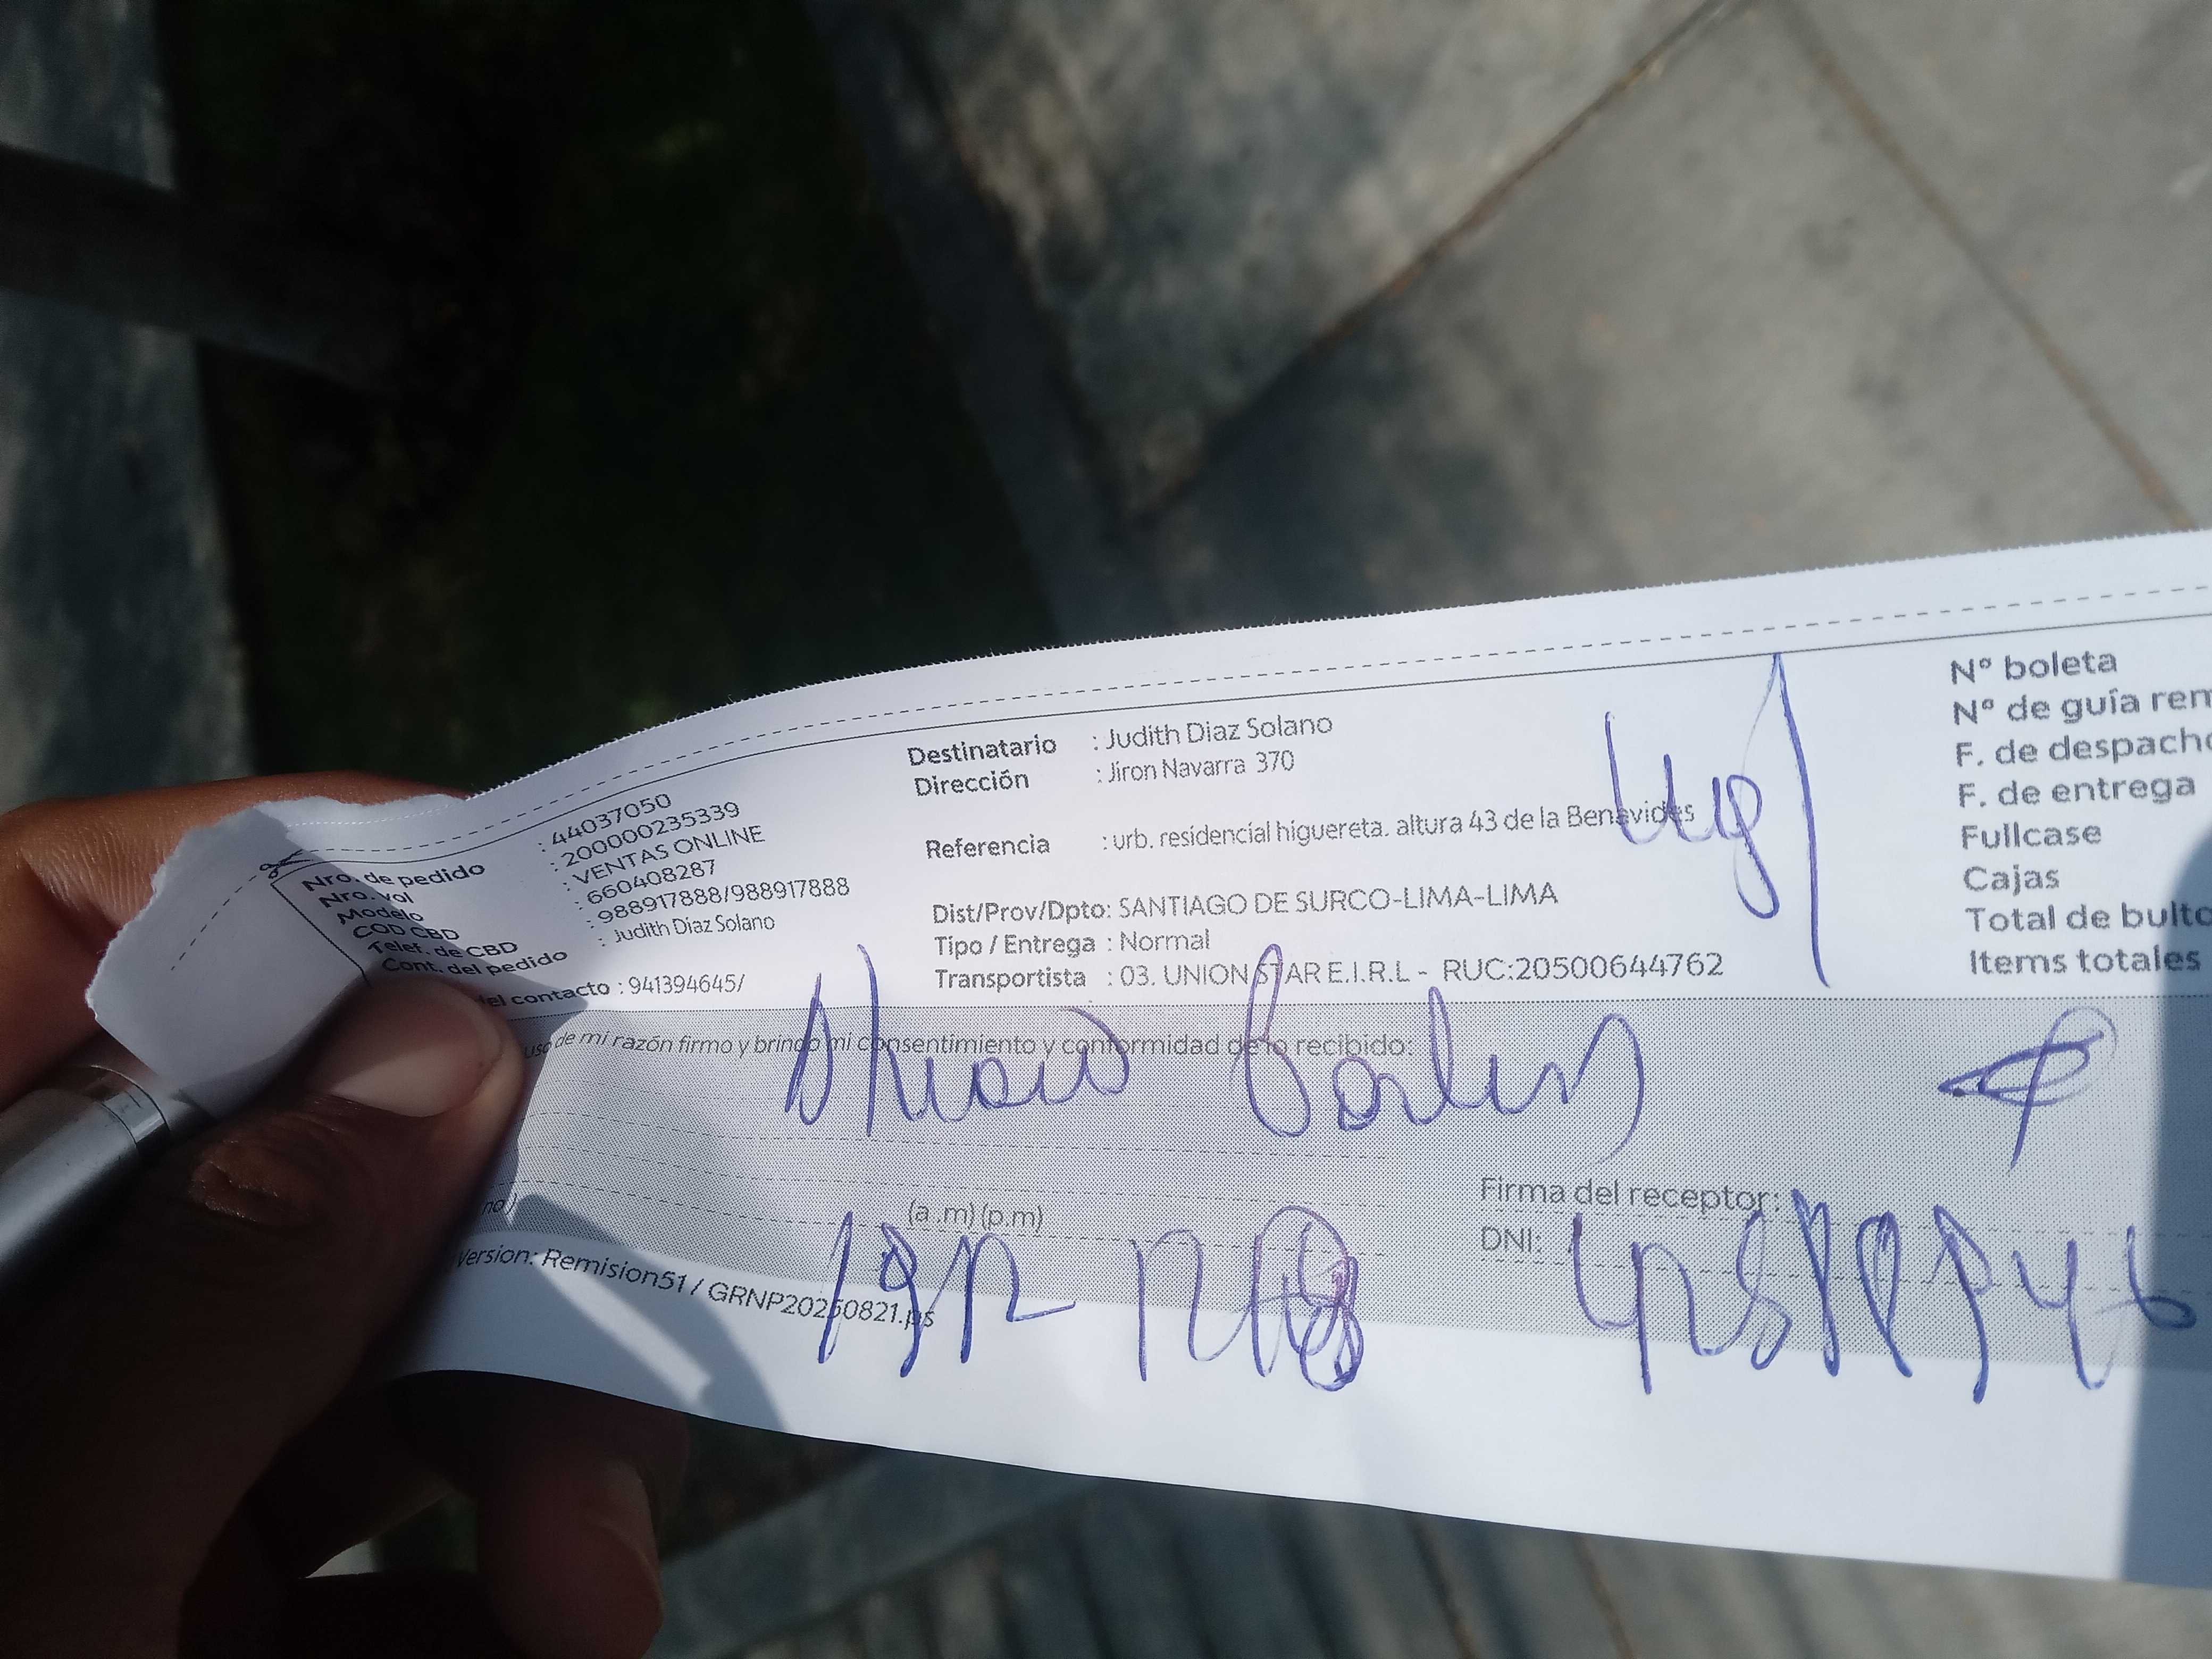 Nro. de pedido : 44037050
Nro. vol : 200000235339
Modelo : VENTAS ONLINE
COD CBD : 660408287
Telef. de CBD : 988917888/988917888
Cont. del pedido : Judith Diaz Solano
del contacto : 941394645/
Destinatario : Judith Diaz Solano
Dirección : Jiron Navarra 370
Referencia : urb. residencial higuereta. altura 43 de la Benavides
Dist/Prov/Dpto: SANTIAGO DE SURCO-LIMA-LIMA
Tipo / Entrega : Normal
Transportista : 03. UNION STAR E.I.R.L - RUC:20500644762
N° boleta
N° de guía rem
F. de despacho
F. de entrega
Fullcase
Cajas
Total de bulto
Items totales
uso de mi razón firmo y brindo mi consentimiento y conformidad de lo recibido:
no)
(a .m) (p.m)
Firma del receptor:
DNI:
Version: Remision51 / GRNP20250821.ps